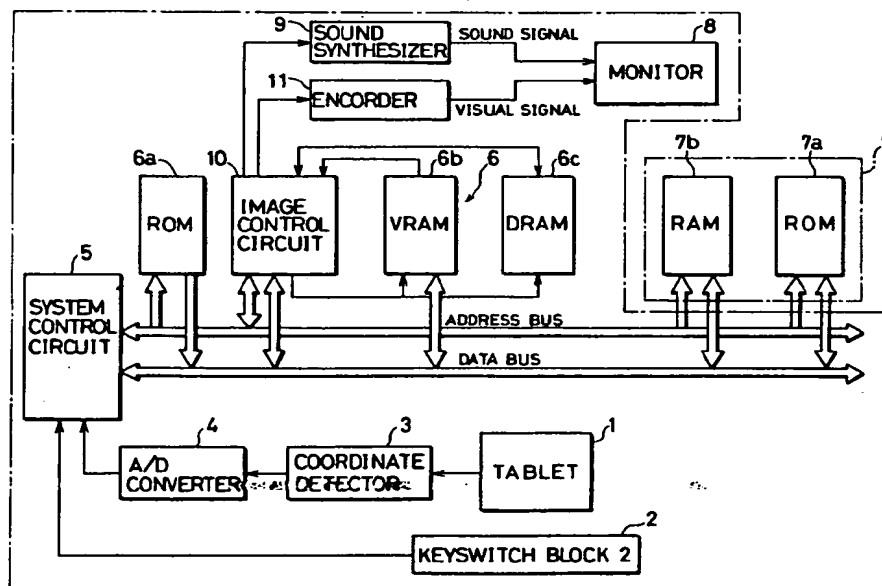 9
SOUND
SYNTHESIZER
SOUND SIGNAL
8
MONITOR
11
ENCORDER
VISUAL SIGNAL
6a
ROM
10
IMAGE
CONTROL
CIRCUIT
6b
VRAM
6
6c
DRAM
7b
RAM
7a
ROM
5
SYSTEM
CONTROL
CIRCUIT
ADDRESS BUS
DATA BUS
4
A/D
CONVERTER
3
COORDINATE
DETECTOR
1
TABLET
2
KEYSWITCH BLOCK 2